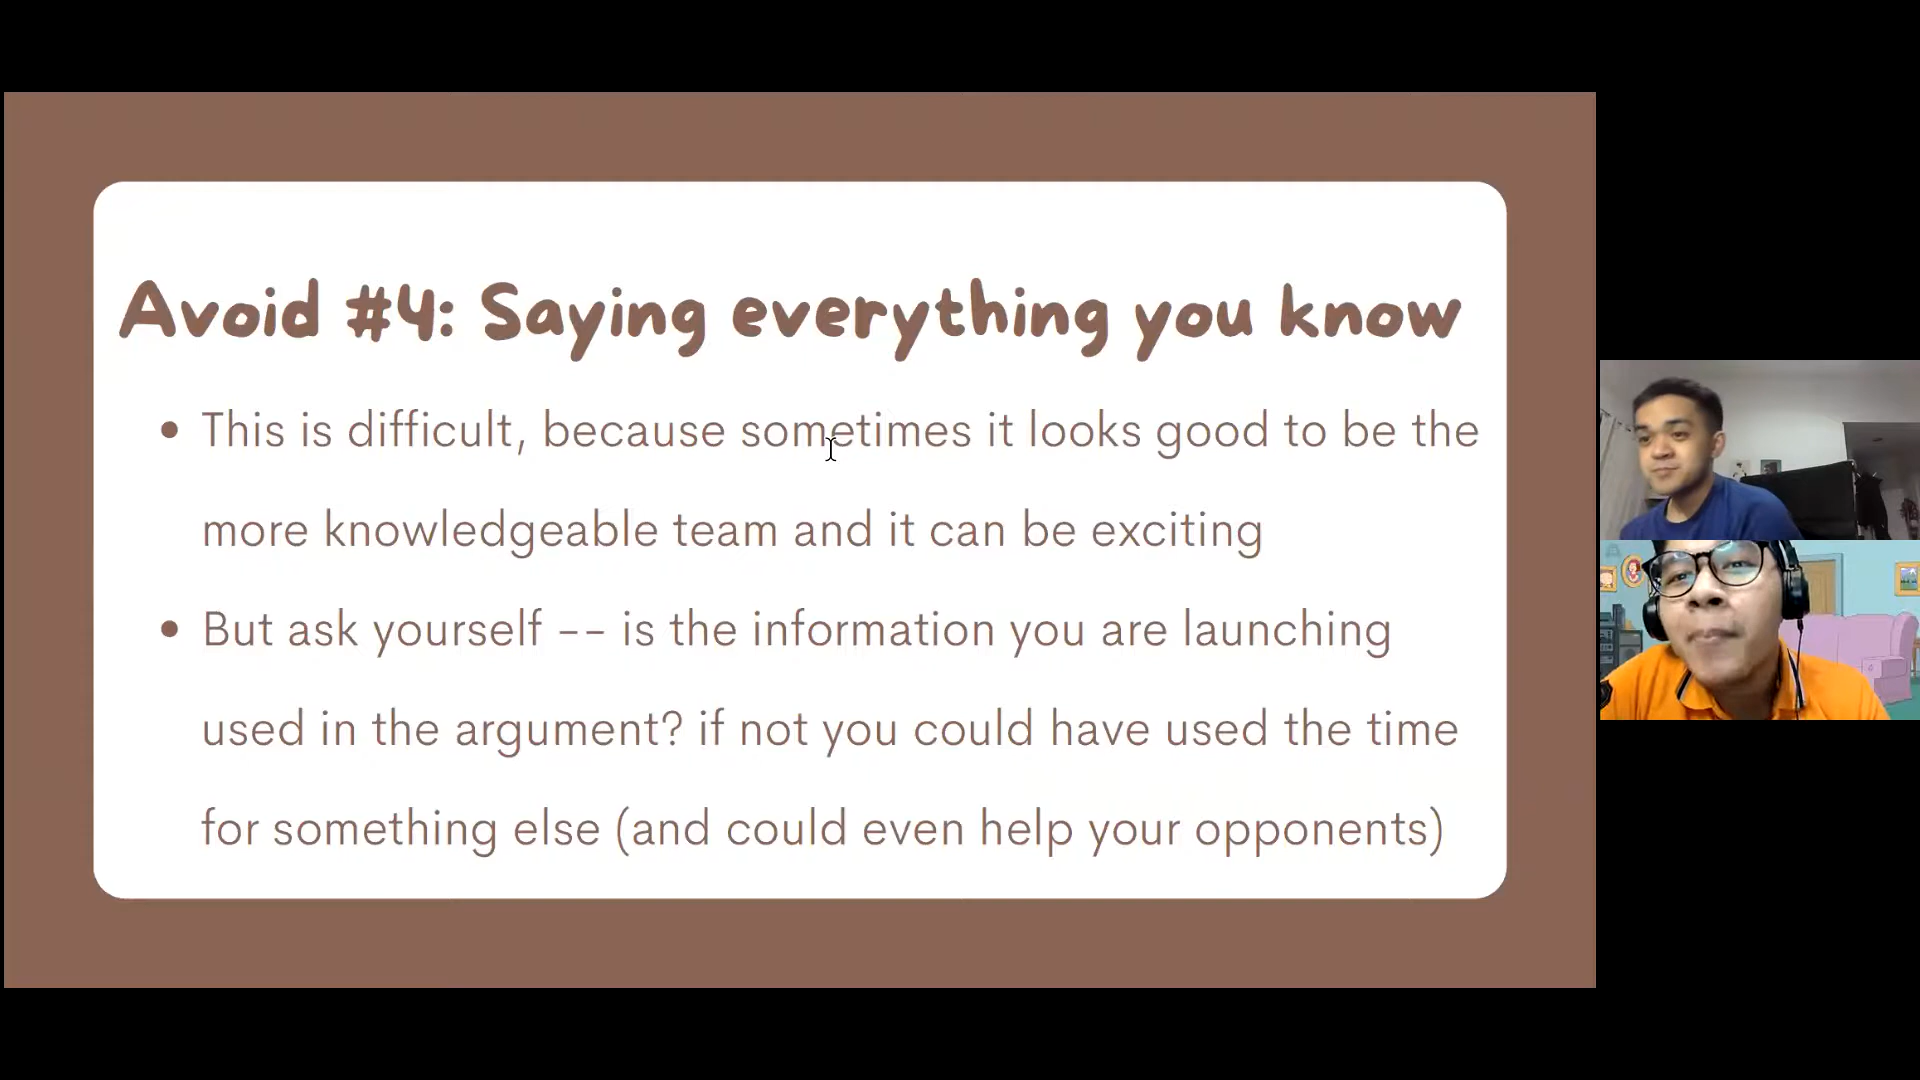 Avoid #4: Saying everything you know
• This is difficult, because sometimes it looks good to be the
more knowledgeable team and it can be exciting
• But ask yourself -- is the information you are launching
used in the argument? if not you could have used the time
for something else (and could even help your opponents)